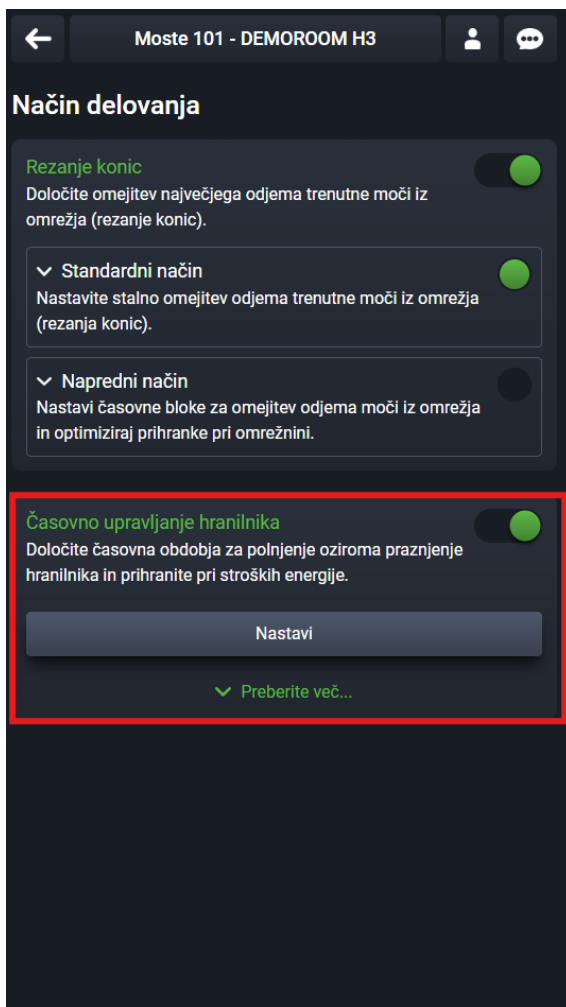 Moste 101 - DEMOROOM H3
Način delovanja
Rezanje konic
Določite omejitev največjega odjema trenutne moči iz
omrežja (rezanje konic).
Standardni način
Nastavite stalno omejitev odjema trenutne moči iz omrežja
(rezanja konic).
Napredni način
Nastavi časovne bloke za omejitev odjema moči iz omrežja
in optimiziraj prihranke pri omrežnini.
Časovno upravljanje hranilnika
Določite časovna obdobja za polnjenje oziroma praznjenje
hranilnika in prihranite pri stroških energije.
Nastavi
Preberite več...